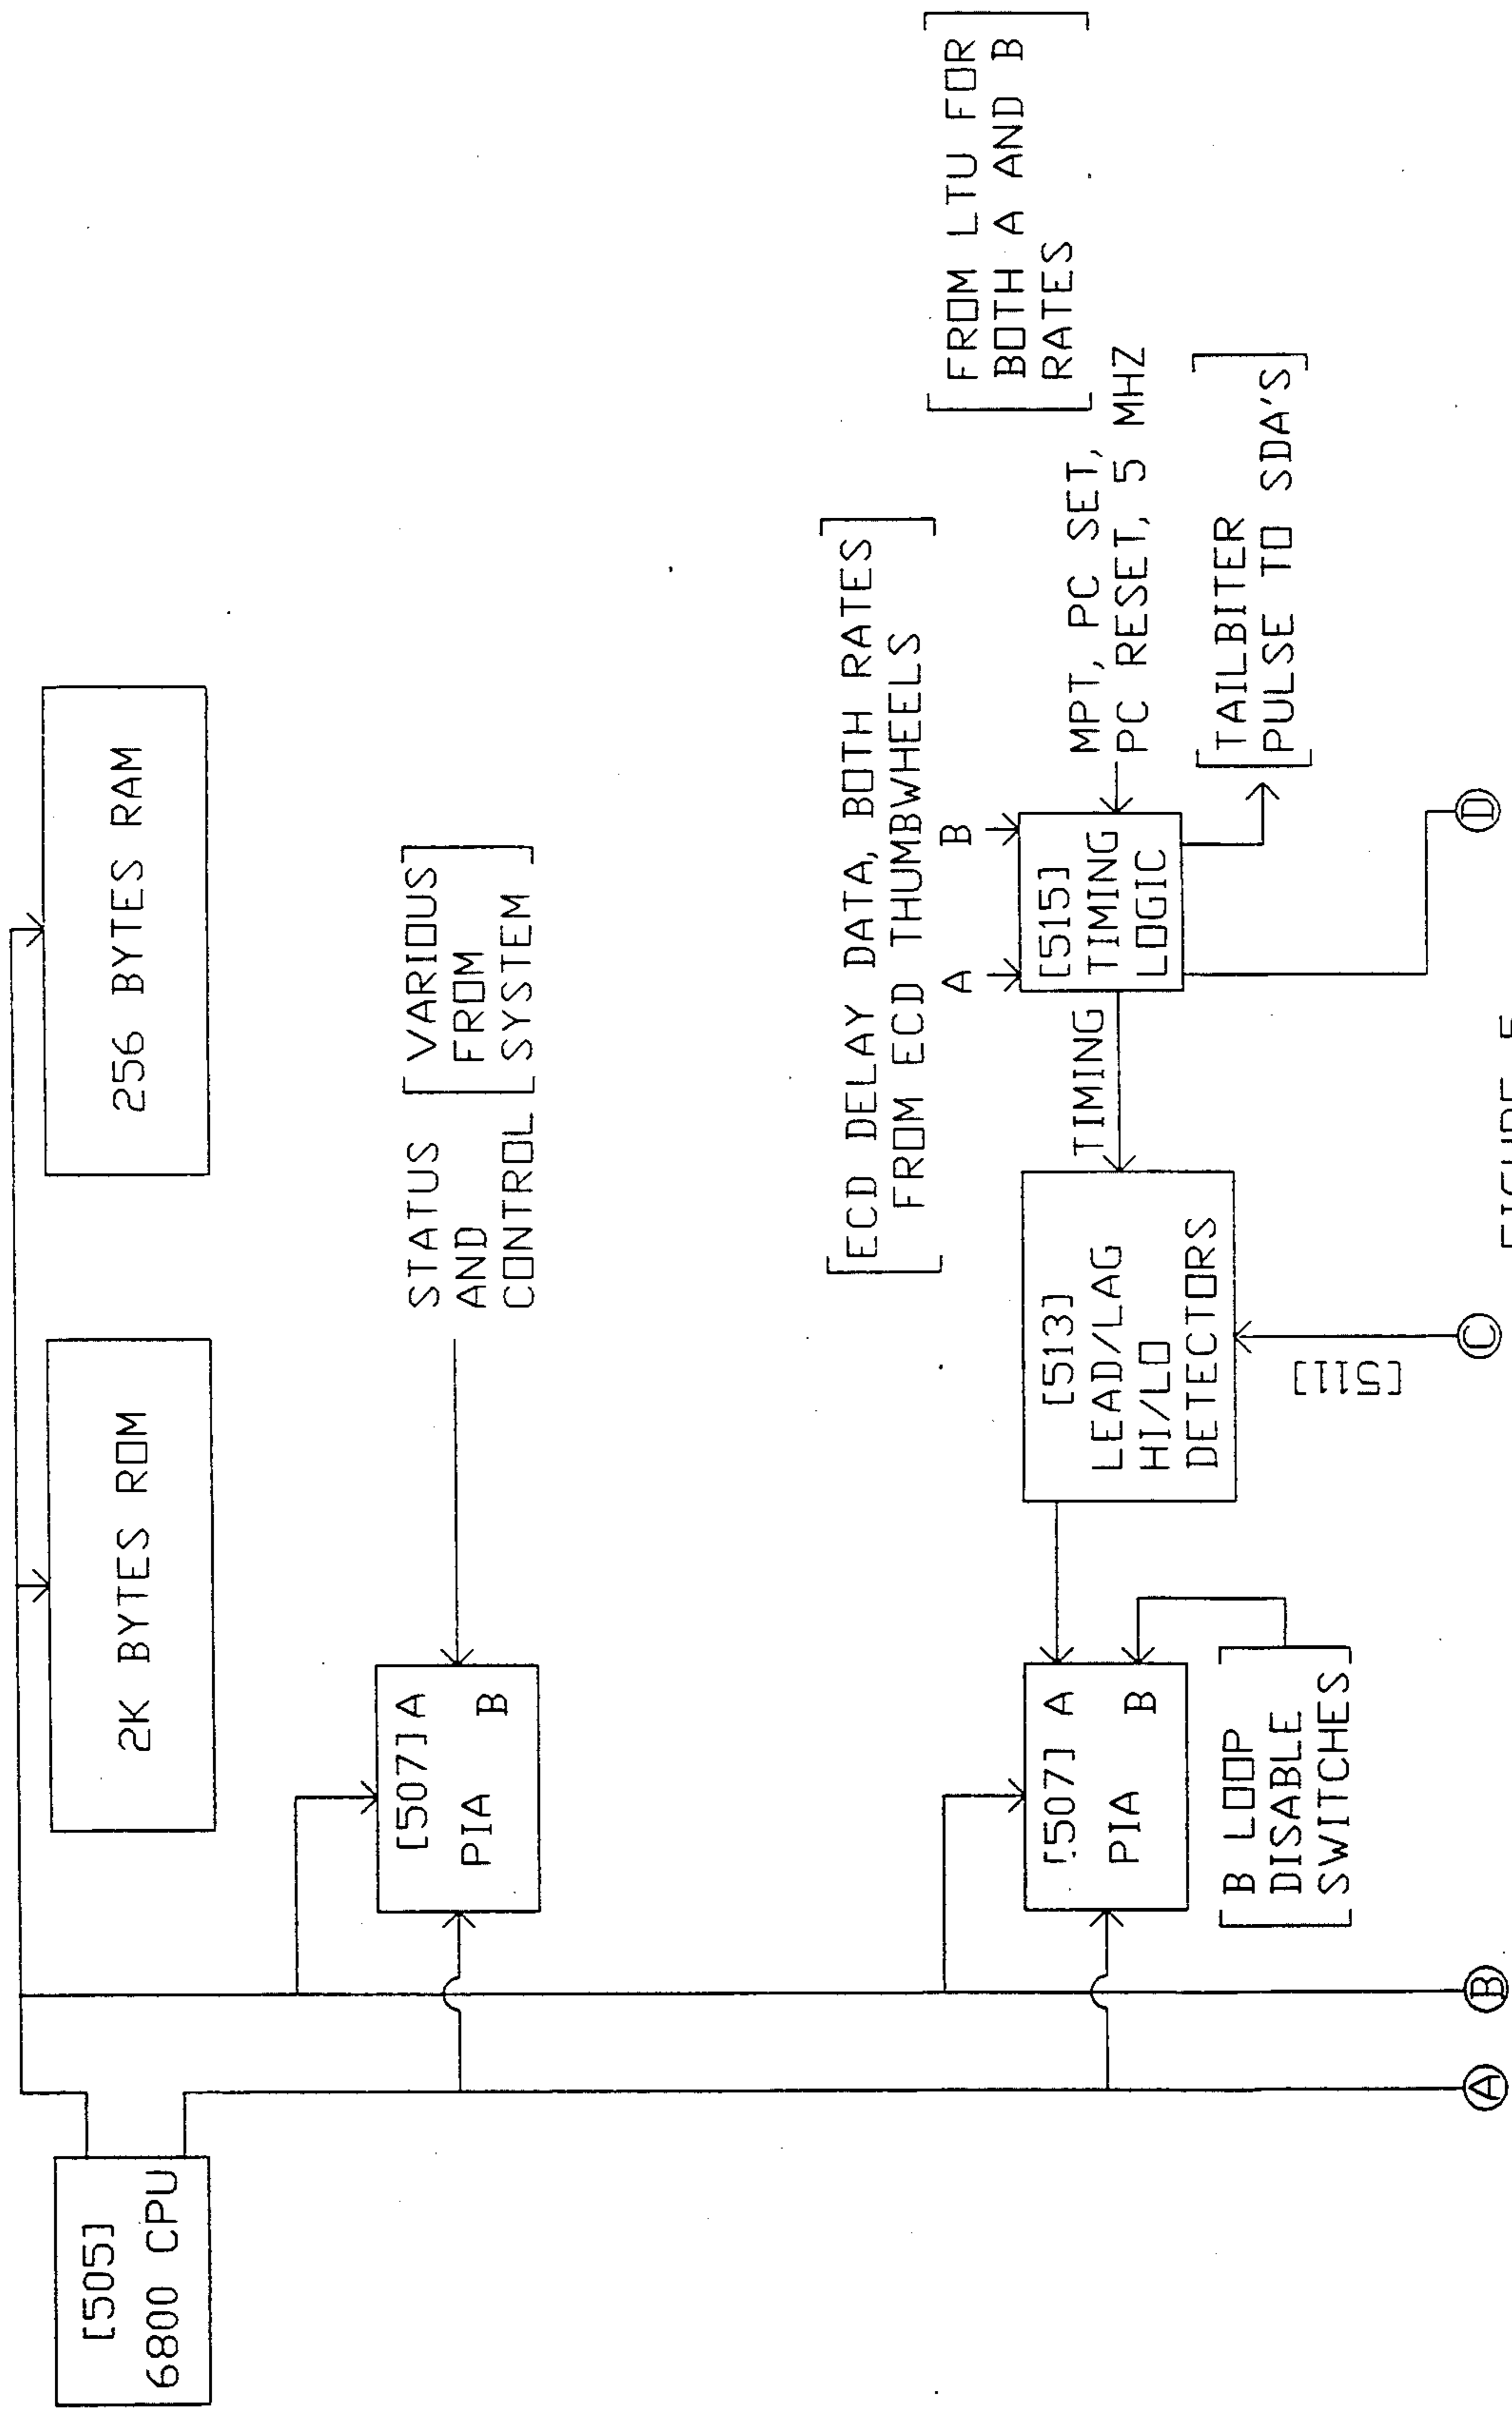 [505]
6800 CPU
2K BYTES ROM
256 BYTES RAM
[507] A
PIA B
STATUS
AND
CONTROL
[VARIOUS
FROM
SYSTEM]
[507] A
PIA B
[B LOOP
DISABLE
SWITCHES]
[513]
LEAD/LAG
HI/LO
DETECTORS
[511]
TIMING
[ECD DELAY DATA, BOTH RATES
FROM ECD THUMBWHEELS]
A B
[515]
TIMING
LOGIC
MPT, PC SET,
PC RESET, 5 MHZ
[FROM LTU FOR
BOTH A AND B
RATES]
[TAILBITER
PULSE TO SDA'S]
A
B
C
D